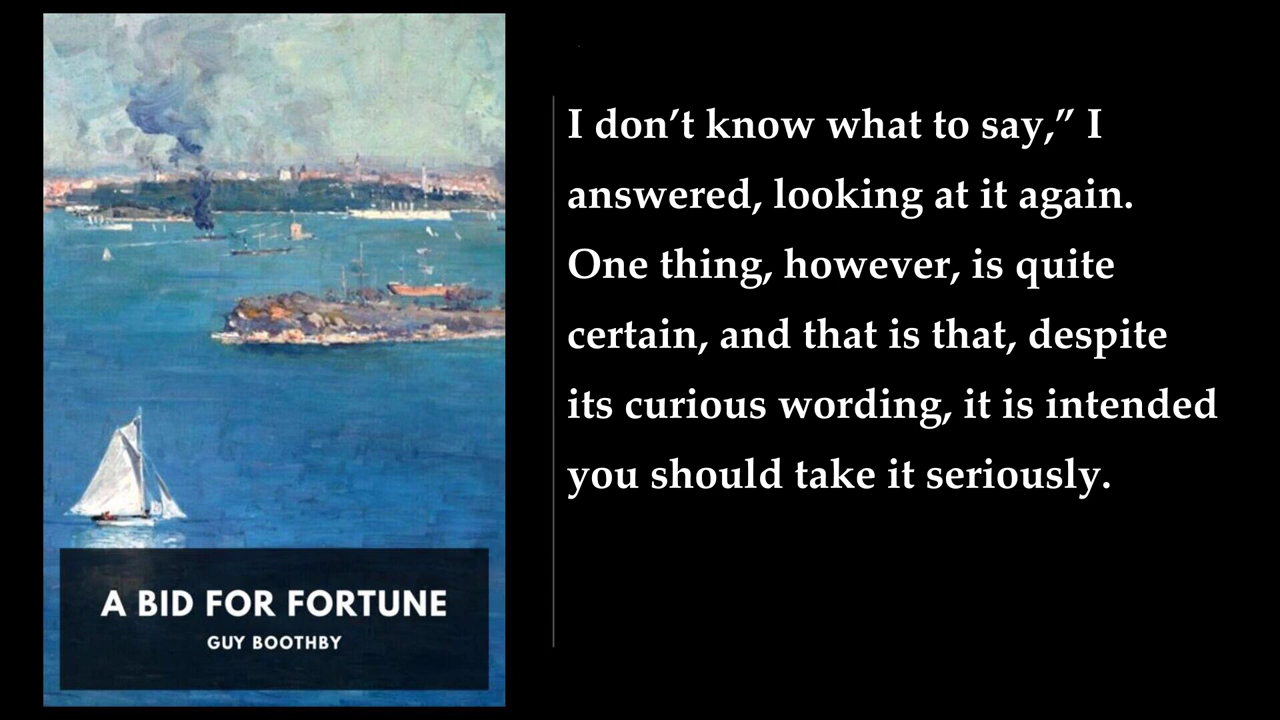 I don’t know what to say,” I
answered, looking at it again.
One thing, however, is quite
certain, and that is that, despite
its curious wording, it is intended
you should take it seriously.
A BID FOR FORTUNE
GUY BOOTHBY